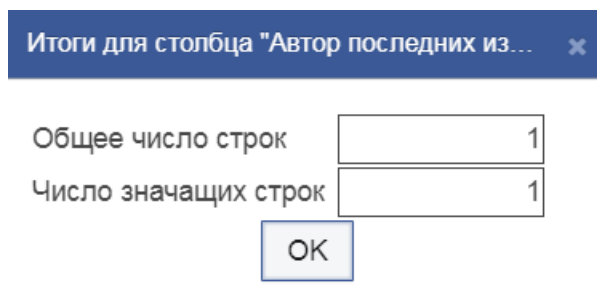 Итоги для столбца "Автор последних из...
Общее число строк 1
Число значащих строк 1
OK